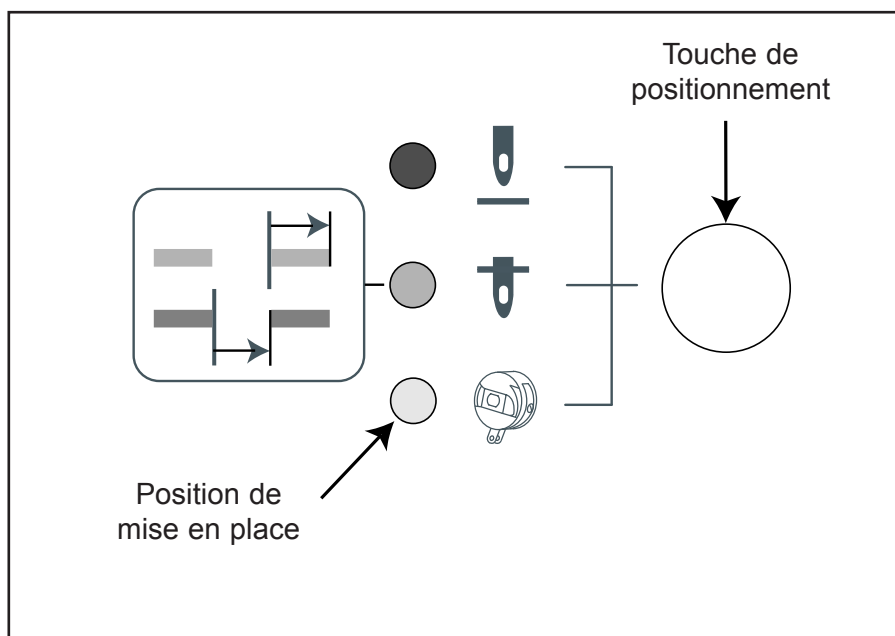 Touche de
positionnement
Position de
mise en place